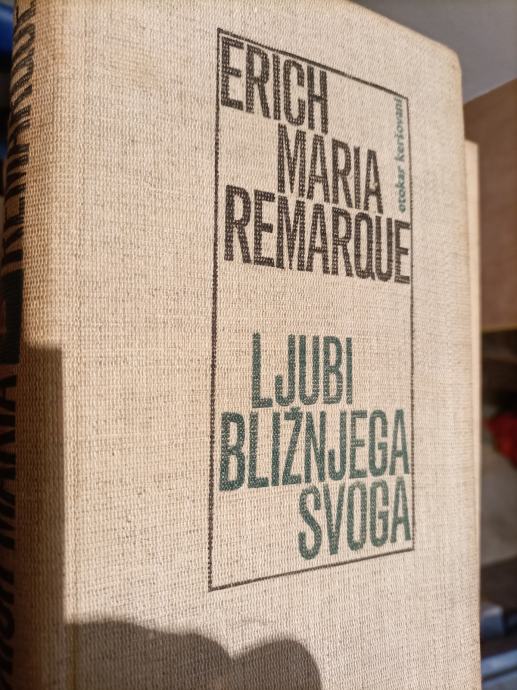 ERICH
MARIA
REMARQUE
otokar keršovani
LJUBI
BLIŽNJEGA
SVOGA